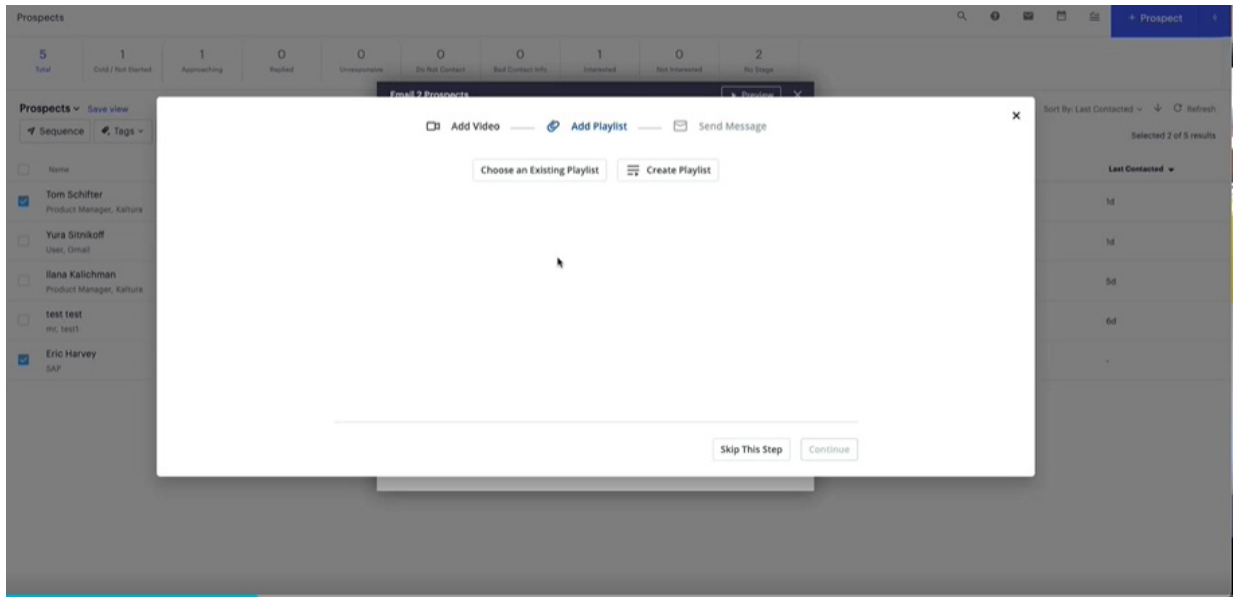 Prospects
+ Prospect
5 1 1 0 0 0 0 1 0 2
Total Cold / Not Started Approaching Replied Unresponsive Do Not Contact Bad Contact Info Interested Not Interested No Stage
Email 2 Prospects Preview
Prospects Save view
Sort By: Last Contacted Refresh
Add Video Add Playlist Send Message
Sequence Tags
Selected 2 of 5 results
Choose an Existing Playlist Create Playlist
Name
Last Contacted
Tom Schifter
Product Manager, Kaltura
1d
Yura Sitnikoff
User, Gmail
1d
Ilana Kalichman
Product Manager, Kaltura
5d
test test
mr, test1
6d
Eric Harvey
SAP
-
Skip This Step Continue